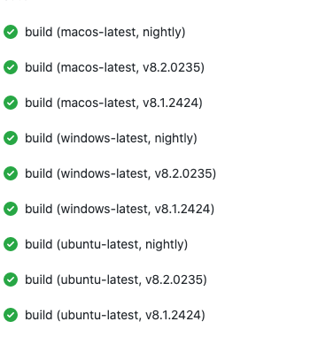 build (macos-latest, nightly)
build (macos-latest, v8.2.0235)
build (macos-latest, v8.1.2424)
build (windows-latest, nightly)
build (windows-latest, v8.2.0235)
build (windows-latest, v8.1.2424)
build (ubuntu-latest, nightly)
build (ubuntu-latest, v8.2.0235)
build (ubuntu-latest, v8.1.2424)